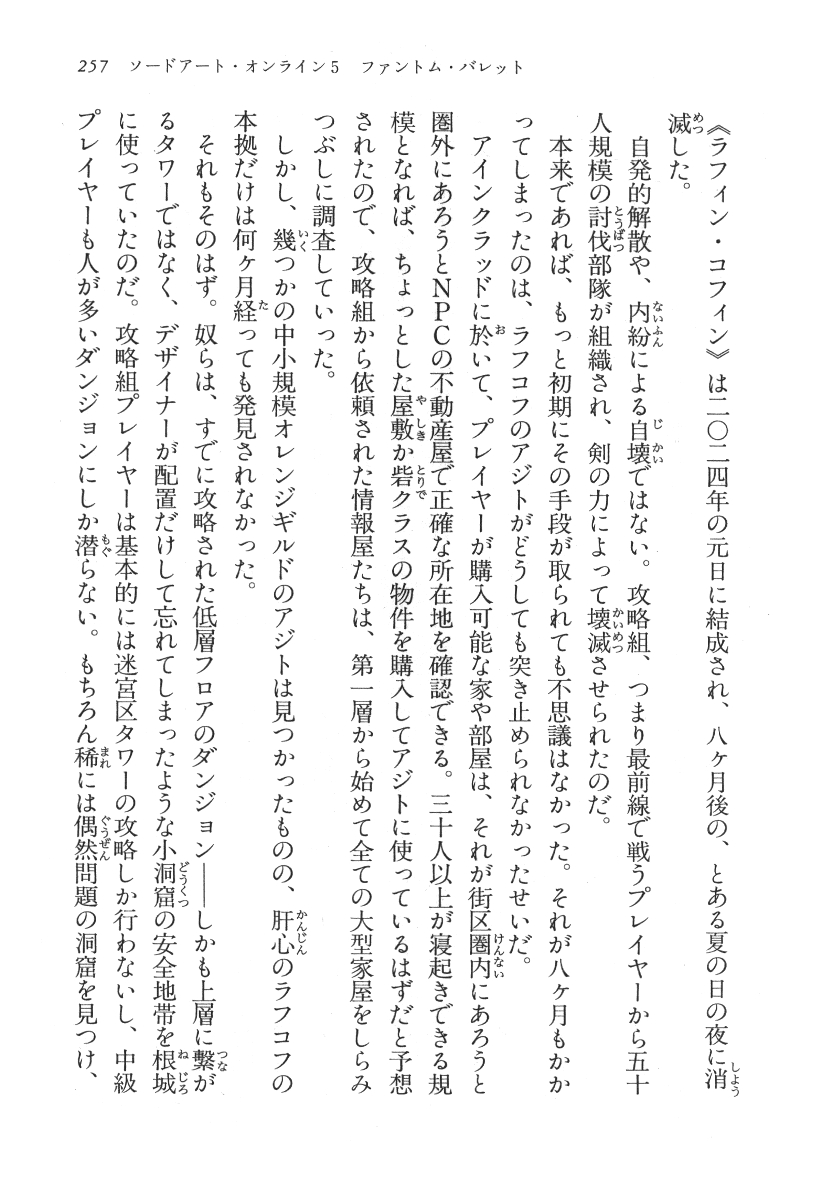 257　ソードアート・オンライン5　ファントム・バレット
《ラフィン・コフィン》は二〇二四年の元日に結成され、八ヶ月後の、とある夏の日の夜に消
滅した。
　自発的解散や、内紛による自壊ではない。攻略組、つまり最前線で戦うプレイヤーから五十
人規模の討伐部隊が組織され、剣の力によって壊滅させられたのだ。
　本来であれば、もっと初期にその手段が取られても不思議はなかった。それが八ヶ月もかか
ってしまったのは、ラフコフのアジトがどうしても突き止められなかったせいだ。
　アインクラッドに於いて、プレイヤーが購入可能な家や部屋は、それが街区圏内にあろうと
圏外にあろうとNPCの不動産屋で正確な所在地を確認できる。三十人以上が寝起きできる規
模となれば、ちょっとした屋敷か砦クラスの物件を購入してアジトに使っているはずだと予想
されたので、攻略組から依頼された情報屋たちは、第一層から始めて全ての大型家屋をしらみ
つぶしに調査していった。
　しかし、幾つかの中小規模オレンジギルドのアジトは見つかったものの、肝心のラフコフの
本拠だけは何ヶ月経っても発見されなかった。
　それもそのはず。奴らは、すでに攻略された低層フロアのダンジョン――しかも上層に繋が
るタワーではなく、デザイナーが配置だけして忘れてしまったような小洞窟の安全地帯を根城
に使っていたのだ。攻略組プレイヤーは基本的には迷宮区タワーの攻略しか行わないし、中級
プレイヤーも人が多いダンジョンにしか潜らない。もちろん稀には偶然問題の洞窟を見つけ、